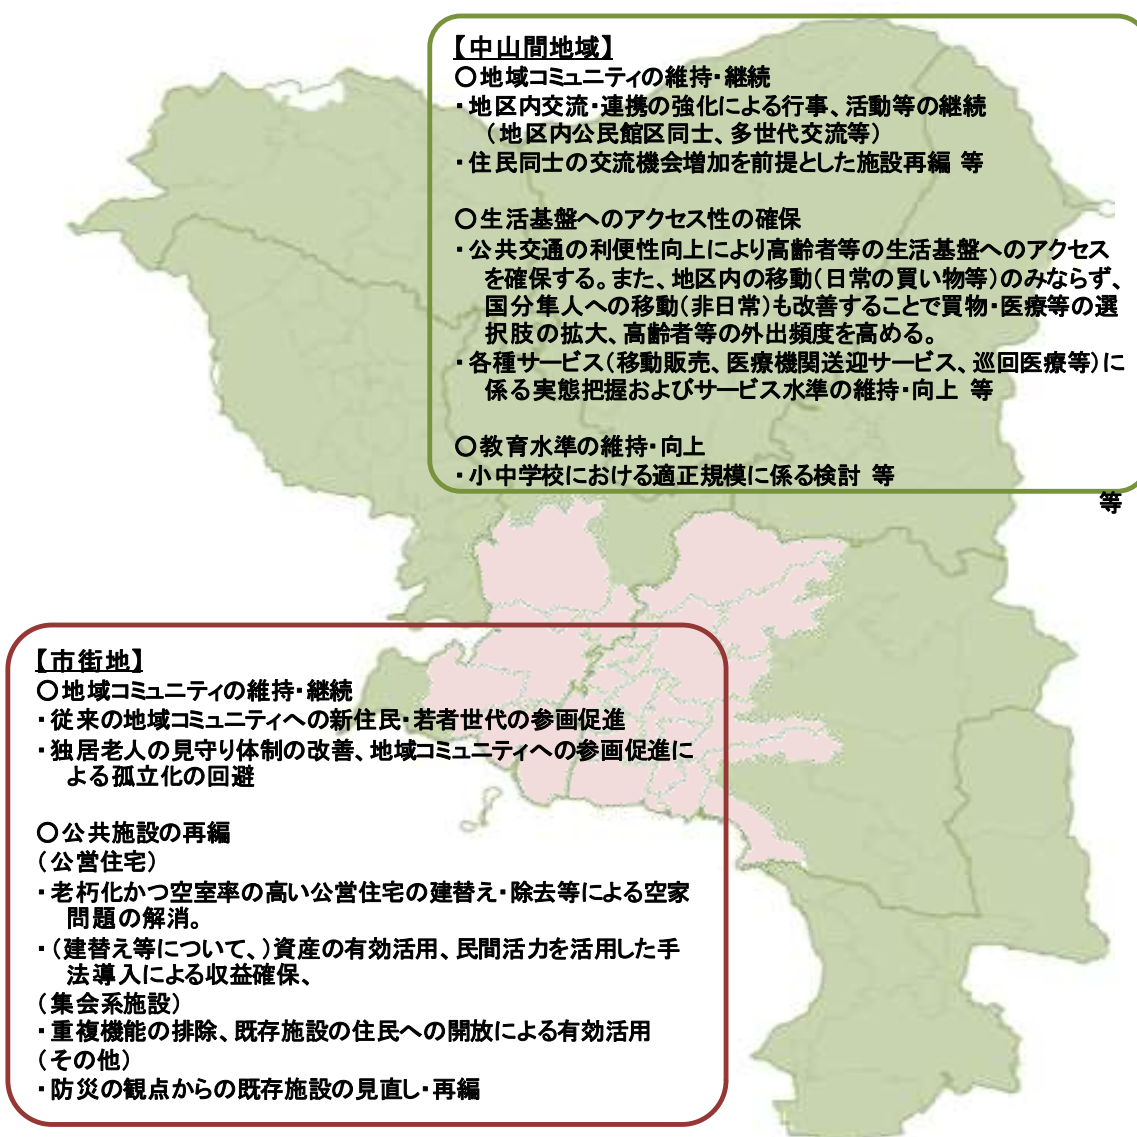 【中山間地域】
○地域コミュニティの維持・継続
・地区内交流・連携の強化による行事、活動等の継続
（地区内公民館区同士、多世代交流等）
・住民同士の交流機会増加を前提とした施設再編 等
○生活基盤へのアクセス性の確保
・公共交通の利便性向上により高齢者等の生活基盤へのアクセス
を確保する。また、地区内の移動（日常の買い物等）のみならず、
国分隼人への移動（非日常）も改善することで買物・医療等の選
択肢の拡大、高齢者等の外出頻度を高める。
・各種サービス（移動販売、医療機関送迎サービス、巡回医療等）に
係る実態把握およびサービス水準の維持・向上 等
○教育水準の維持・向上
・小中学校における適正規模に係る検討 等
等
【市街地】
○地域コミュニティの維持・継続
・従来の地域コミュニティへの新住民・若者世代の参画促進
・独居老人の見守り体制の改善、地域コミュニティへの参画促進に
よる孤立化の回避
○公共施設の再編
（公営住宅）
・老朽化かつ空室率の高い公営住宅の建替え・除去等による空家
問題の解消。
・（建替え等について、）資産の有効活用、民間活力を活用した手
法導入による収益確保、
（集会系施設）
・重複機能の排除、既存施設の住民への開放による有効活用
（その他）
・防災の観点からの既存施設の見直し・再編